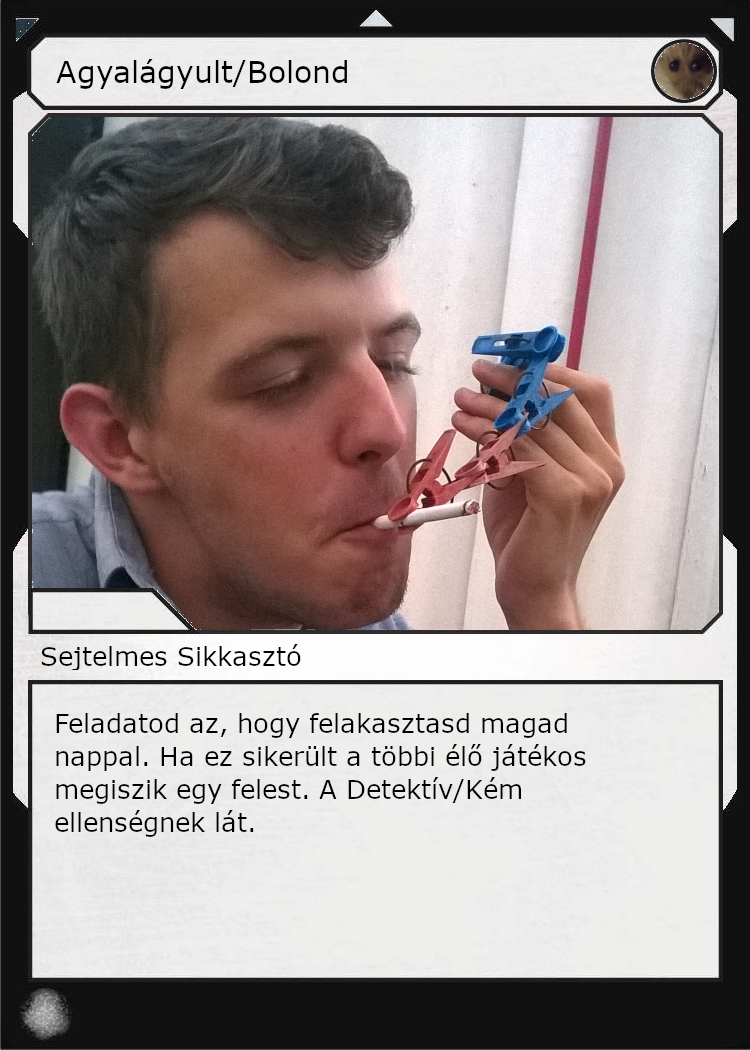 Agyalágyult/Bolond
Sejtelmes Sikkasztó
Feladatod az, hogy felakasztasd magad
nappal. Ha ez sikerült a többi élő játékos
megiszik egy felest. A Detektív/Kém
ellenségnek lát.